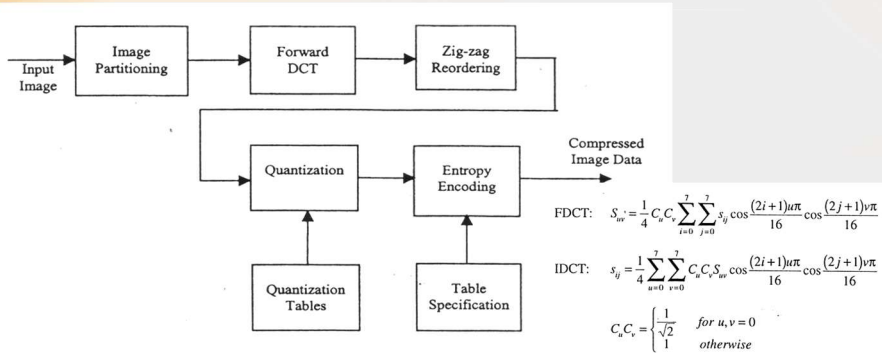 Input
Image
Image
Partitioning
Forward
DCT
Zig-zag
Reordering
Quantization
Entropy
Encoding
Compressed
Image Data
Quantization
Tables
Table
Specification
FDCT: S_{uv} = \frac{1}{4} C_u C_v \sum_{i=0}^{7} \sum_{j=0}^{7} s_{ij} \cos \frac{(2i+1)u\pi}{16} \cos \frac{(2j+1)v\pi}{16}
IDCT: s_{ij} = \frac{1}{4} \sum_{u=0}^{7} \sum_{v=0}^{7} C_u C_v S_{uv} \cos \frac{(2i+1)u\pi}{16} \cos \frac{(2j+1)v\pi}{16}
C_u C_v = \begin{cases} \frac{1}{\sqrt{2}} & for u, v = 0 \\ 1 & otherwise \end{cases}